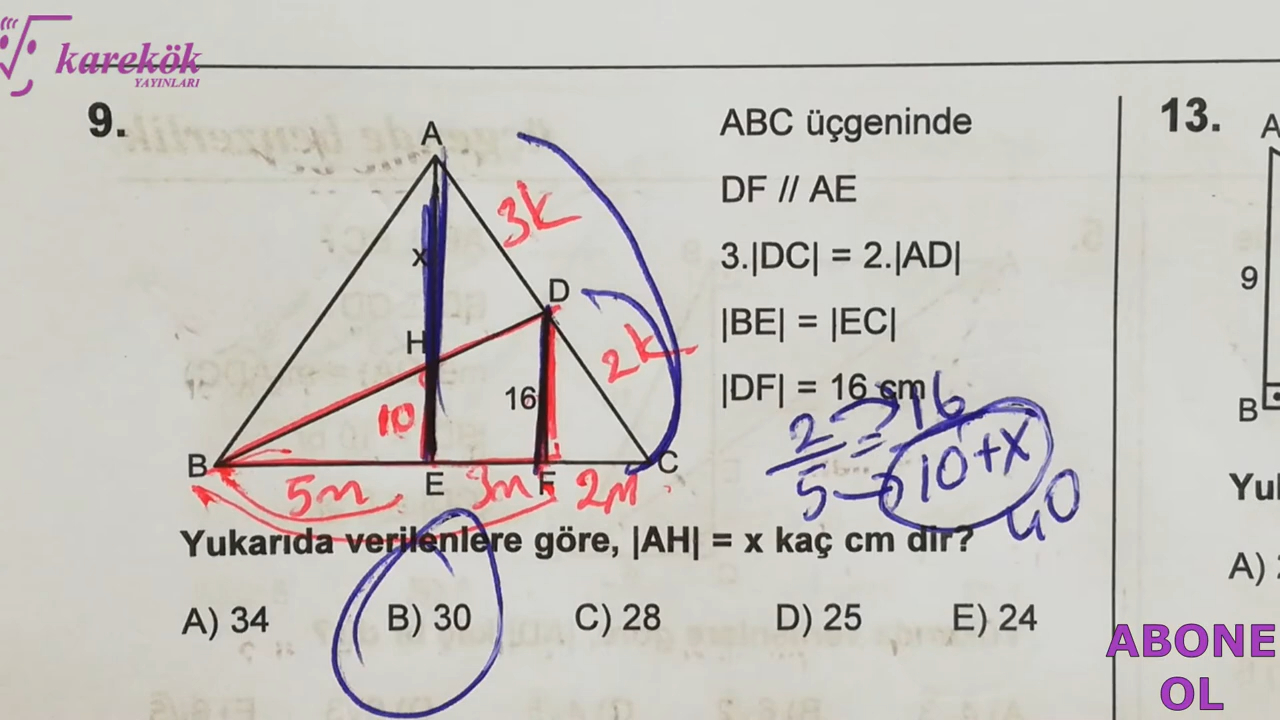 karekök
YAYINLARI
9.
ABC üçgeninde
DF // AE
3.|DC| = 2.|AD|
|BE| = |EC|
|DF| = 16 cm
A
3k
x
D
H
2k
16
10
B
E
F
C
5m
3m
2m
2/5 = 16/10+x
40
Yukarıda verilenlere göre, |AH| = x kaç cm dir?
A) 34 B) 30 C) 28 D) 25 E) 24
13.
A
9
B
Yu
A)
ABONE
OL